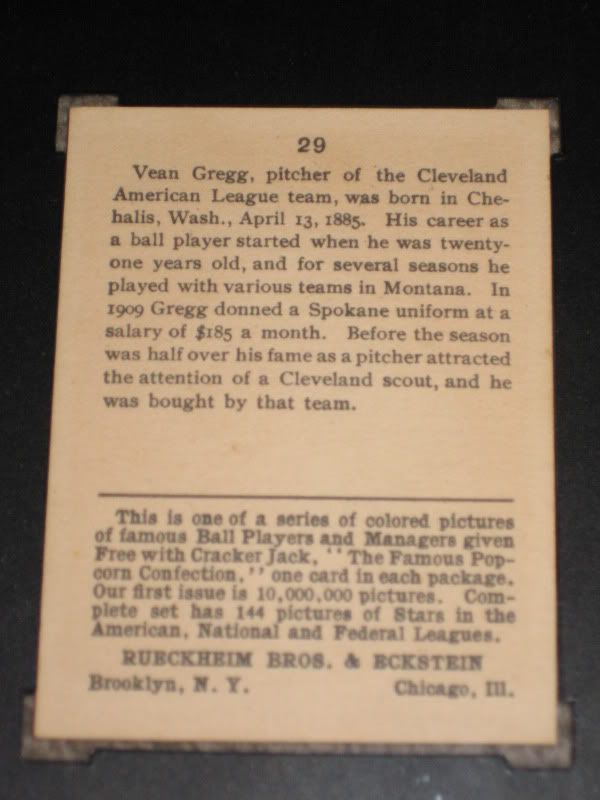 29
Vean Gregg, pitcher of the Cleveland
American League team, was born in Che-
halis, Wash., April 13, 1885. His career as
a ball player started when he was twenty-
one years old, and for several seasons he
played with various teams in Montana. In
1909 Gregg donned a Spokane uniform at a
salary of $185 a month. Before the season
was half over his fame as a pitcher attracted
the attention of a Cleveland scout, and he
was bought by that team.
This is one of a series of colored pictures
of famous Ball Players and Managers given
Free with Cracker Jack, "The Famous Pop-
corn Confection," one card in each package.
Our first issue is 10,000,000 pictures. Com-
plete set has 144 pictures of Stars in the
American, National and Federal Leagues.
RUECKHEIM BROS. & ECKSTEIN
Brooklyn, N. Y. Chicago, Ill.